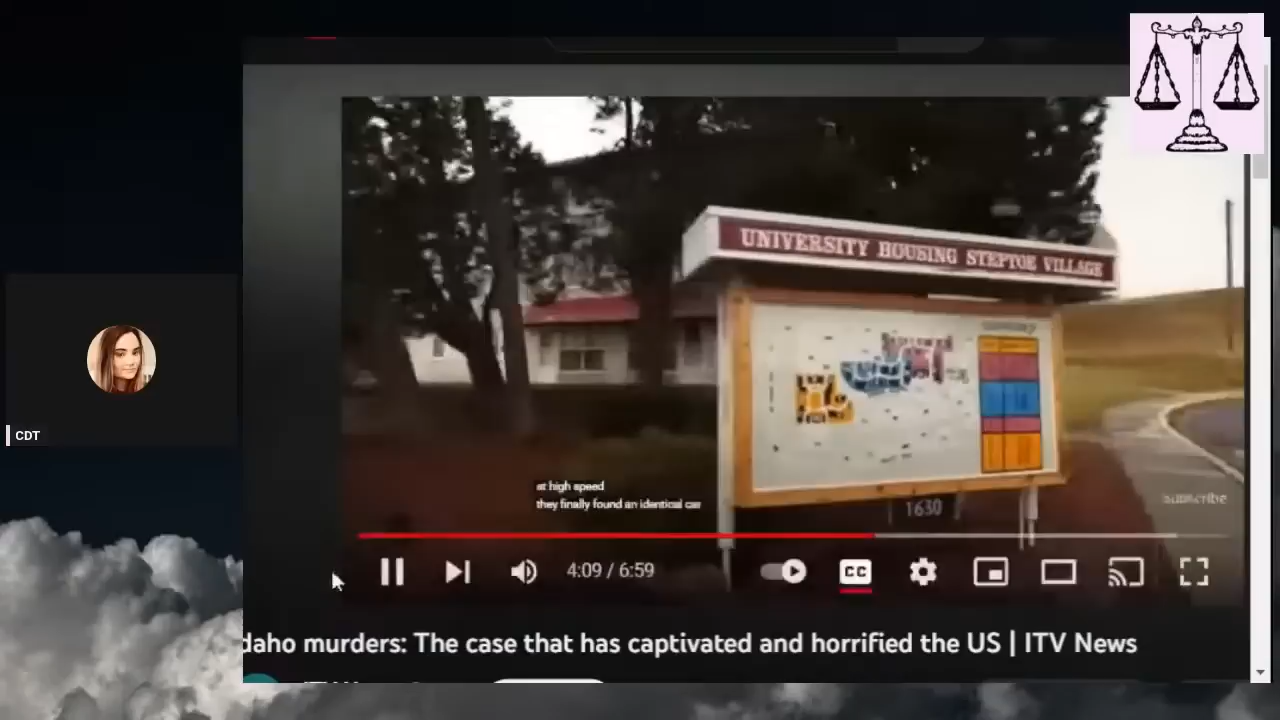 UNIVERSITY HOUSING STEPTOE VILLAGE
at high speed
they finally found an identical car
1630
subscribe
4:09 / 6:59
CC
daho murders: The case that has captivated and horrified the US | ITV News
CDT